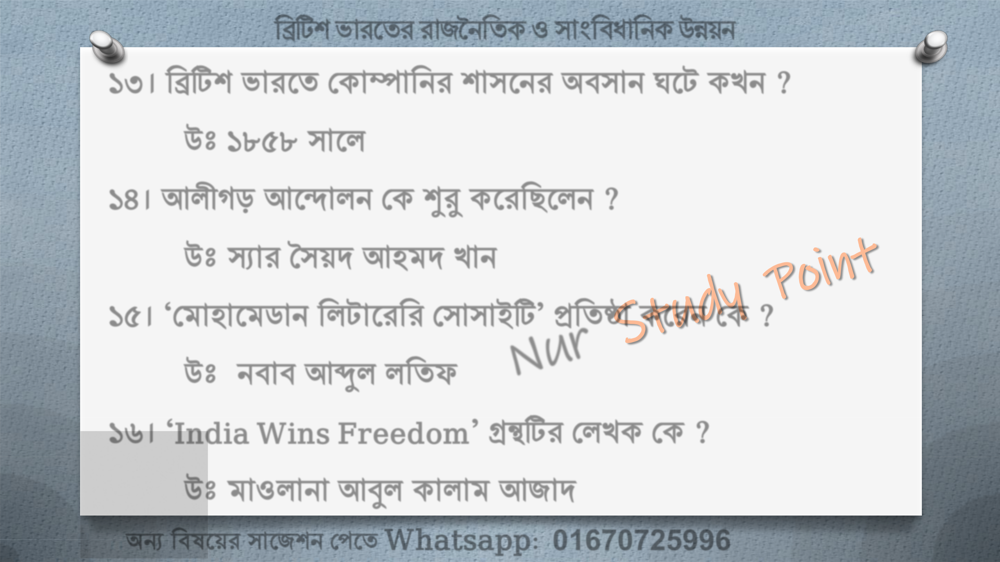 ব্রিটিশ ভারতের রাজনৈতিক ও সাংবিধানিক উন্নয়ন
১৩। ব্রিটিশ ভারতে কোম্পানির শাসনের অবসান ঘটে কখন ?
উঃ ১৮৫৮ সালে
১৪। আলীগড় আন্দোলন কে শুরু করেছিলেন ?
উঃ স্যার সৈয়দ আহমদ খান
১৫। ‘মোহামেডান লিটারেরি সোসাইটি’ প্রতিষ্ঠা করেন কে ?
Nur Study Point
উঃ নবাব আব্দুল লতিফ
১৬। ‘India Wins Freedom’ গ্রন্থটির লেখক কে ?
উঃ মাওলানা আবুল কালাম আজাদ
অন্য বিষয়ের সাজেশন পেতে Whatsapp: 01670725996